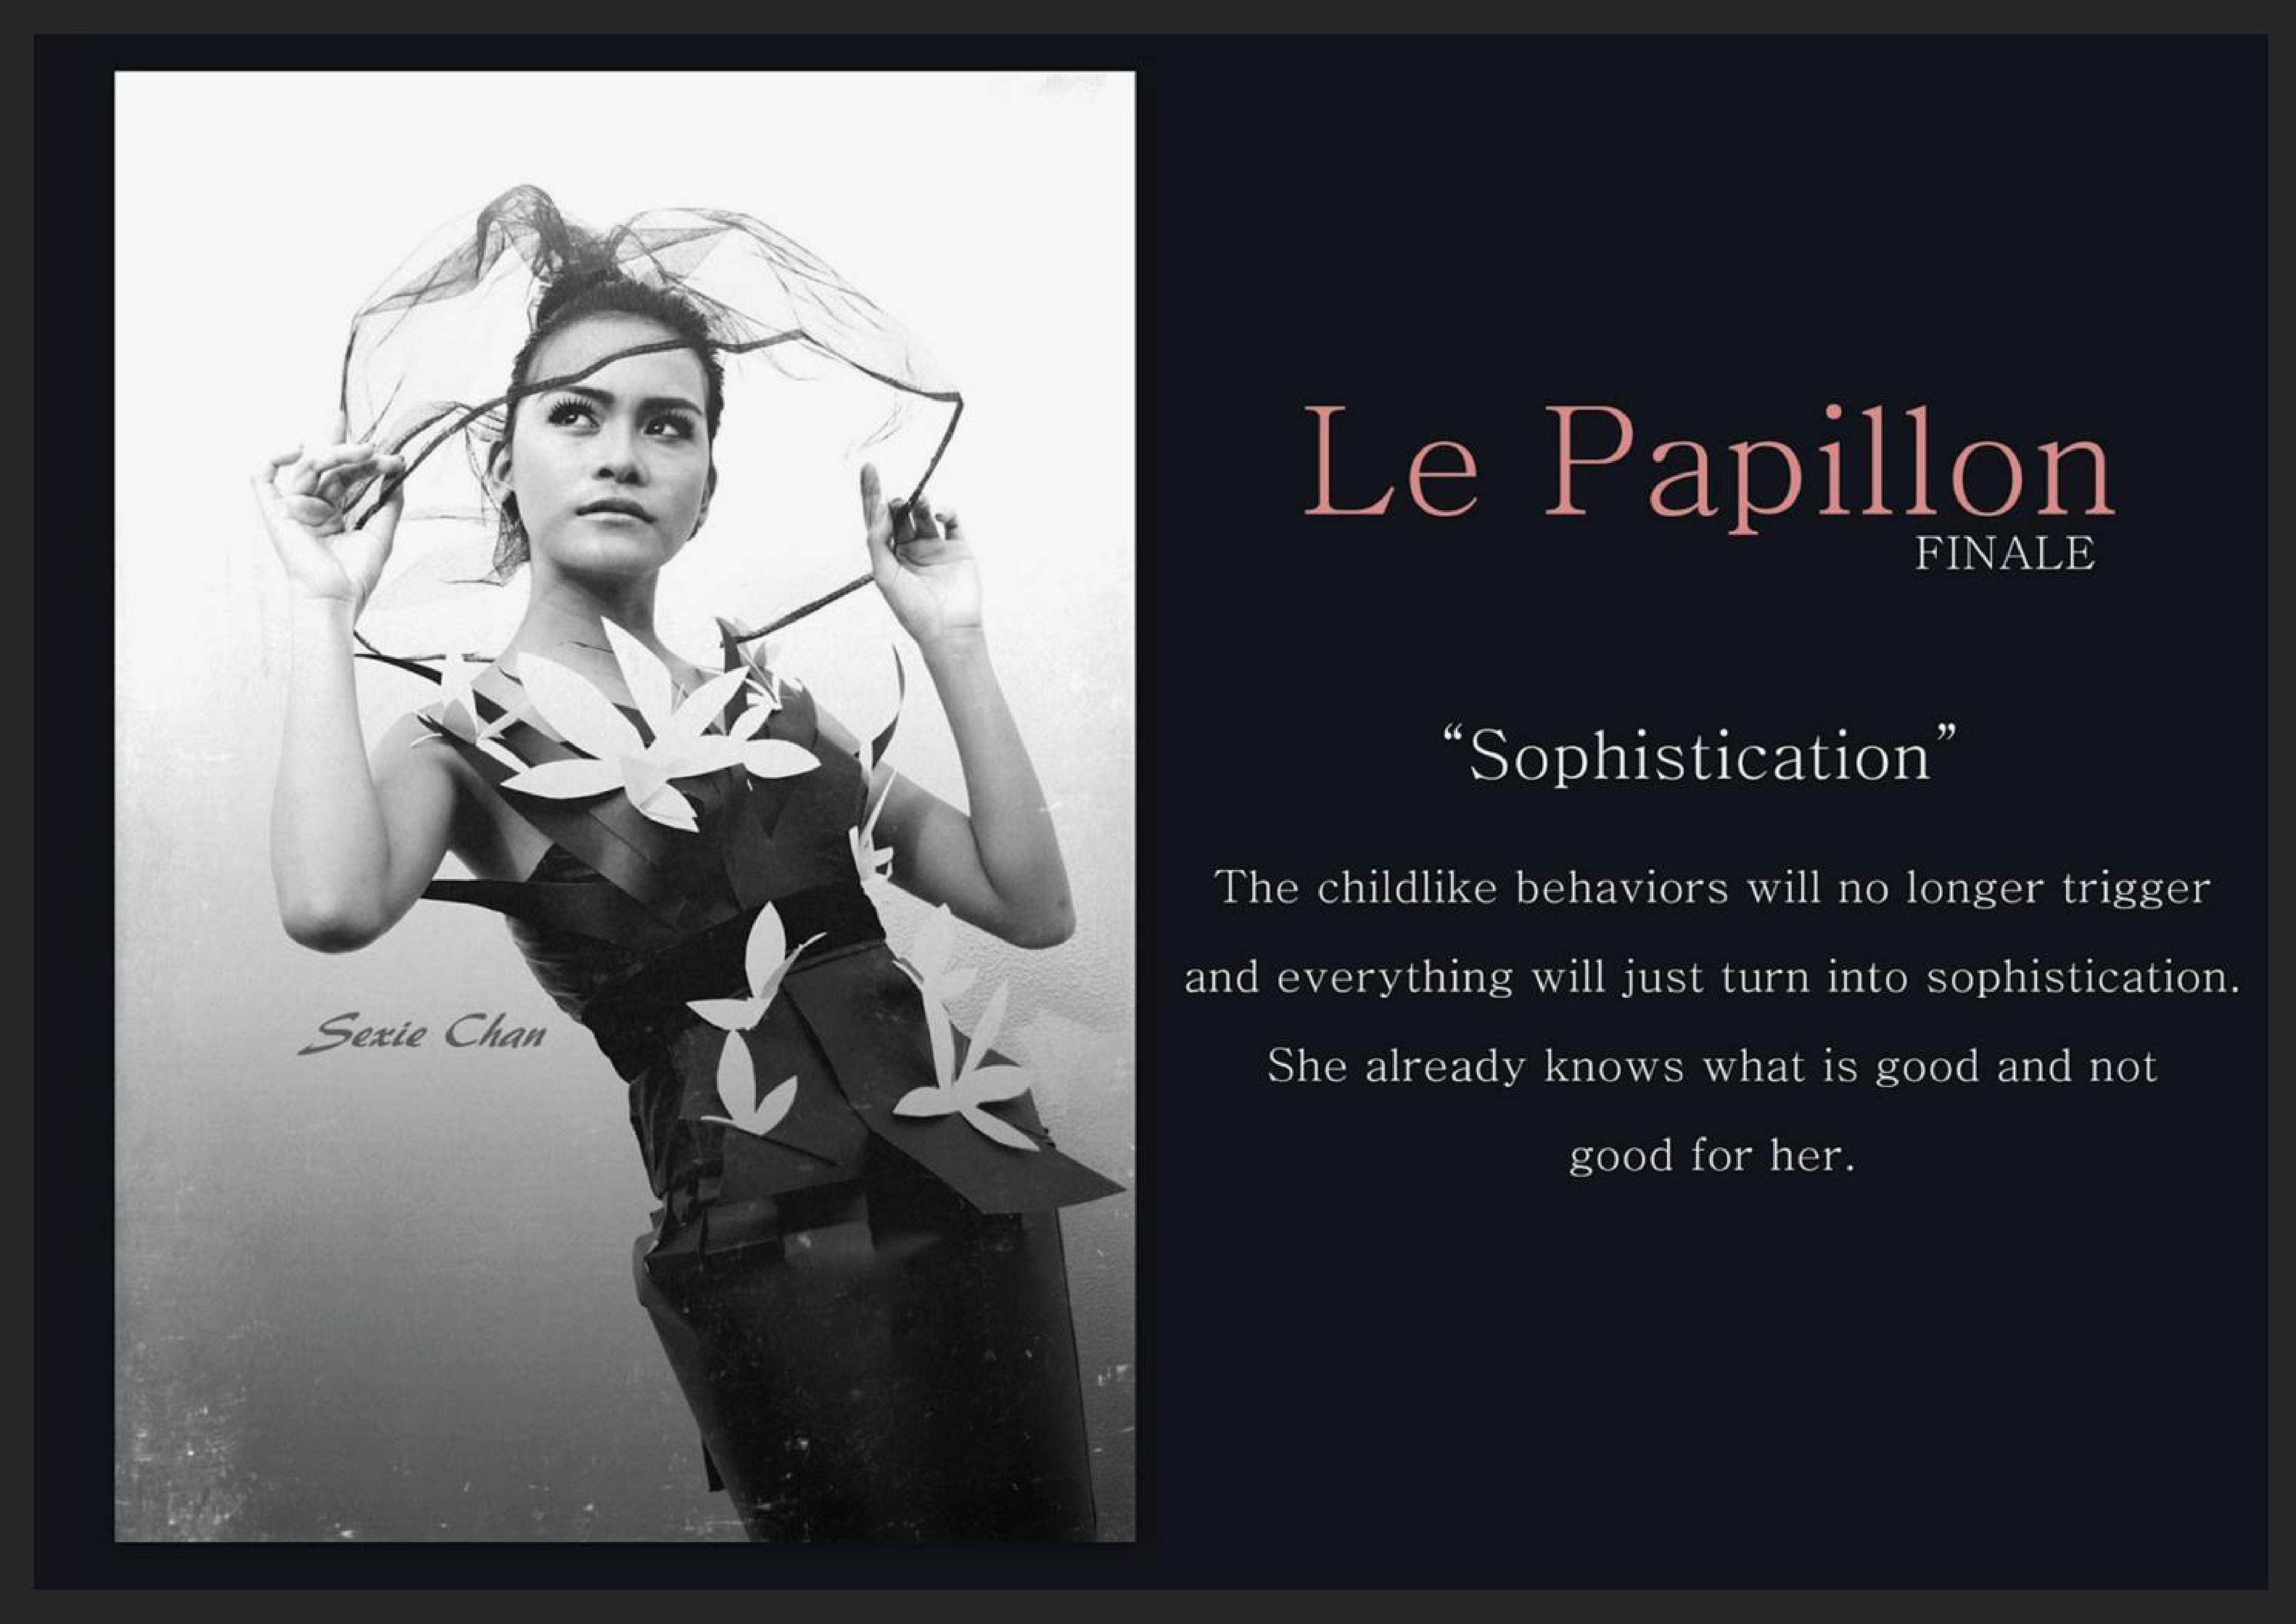 Le Papillon
FINALE
“Sophistication”
The childlike behaviors will no longer trigger
and everything will just turn into sophistication.
She already knows what is good and not
good for her.
Sexie Chan